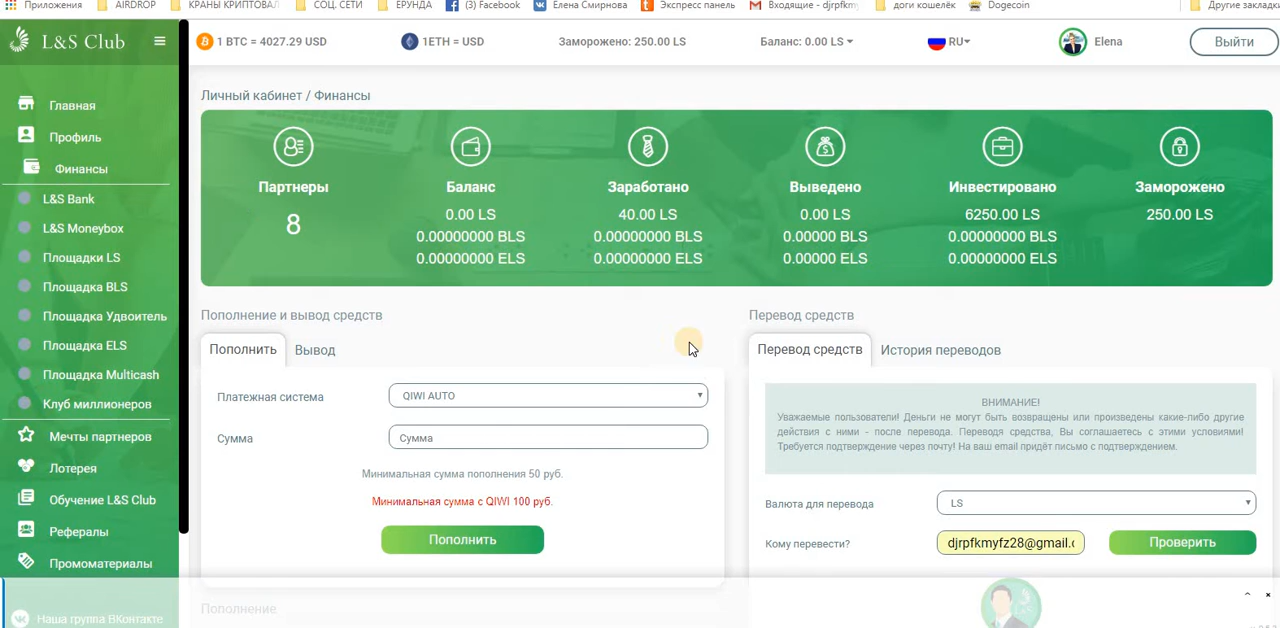 Приложения AIRDROP КРАНЫ КРИПТОВАЛ СОЦ. СЕТИ ЕРУНДА (3) Facebook Елена Смирнова Экспресс панель Входящие - djrpfkmy доги кошелёк Dogecoin Другие закладки
L&S Club
1 BTC = 4027.29 USD
1ETH = USD
Заморожено: 250.00 LS
Баланс: 0.00 LS
RU
Elena
Выйти
Главная
Профиль
Финансы
L&S Bank
L&S Moneybox
Площадки LS
Площадка BLS
Площадка Удвоитель
Площадка ELS
Площадка Multicash
Клуб миллионеров
Мечты партнеров
Лотерея
Обучение L&S Club
Рефералы
Промоматериалы
Наша группа ВКонтакте
Личный кабинет / Финансы
Партнеры
8
Баланс
0.00 LS
0.00000000 BLS
0.00000000 ELS
Заработано
40.00 LS
0.00000000 BLS
0.00000000 ELS
Выведено
0.00 LS
0.00000 BLS
0.00000 ELS
Инвестировано
6250.00 LS
0.00000000 BLS
0.00000000 ELS
Заморожено
250.00 LS
Пополнение и вывод средств
Пополнить Вывод
Платежная система QIWI AUTO
Сумма Сумма
Минимальная сумма пополнения 50 руб.
Минимальная сумма с QIWI 100 руб.
Пополнить
Пополнение
Перевод средств
Перевод средств История переводов
ВНИМАНИЕ!
Уважаемые пользователи! Деньги не могут быть возвращены или произведены какие-либо другие
действия с ними - после перевода. Переводя средства, Вы соглашаетесь с этими условиями!
Требуется подтверждение через почту! На ваш email придёт письмо с подтверждением.
Валюта для перевода LS
Кому перевести? djrpfkmyfz28@gmail.c Проверить